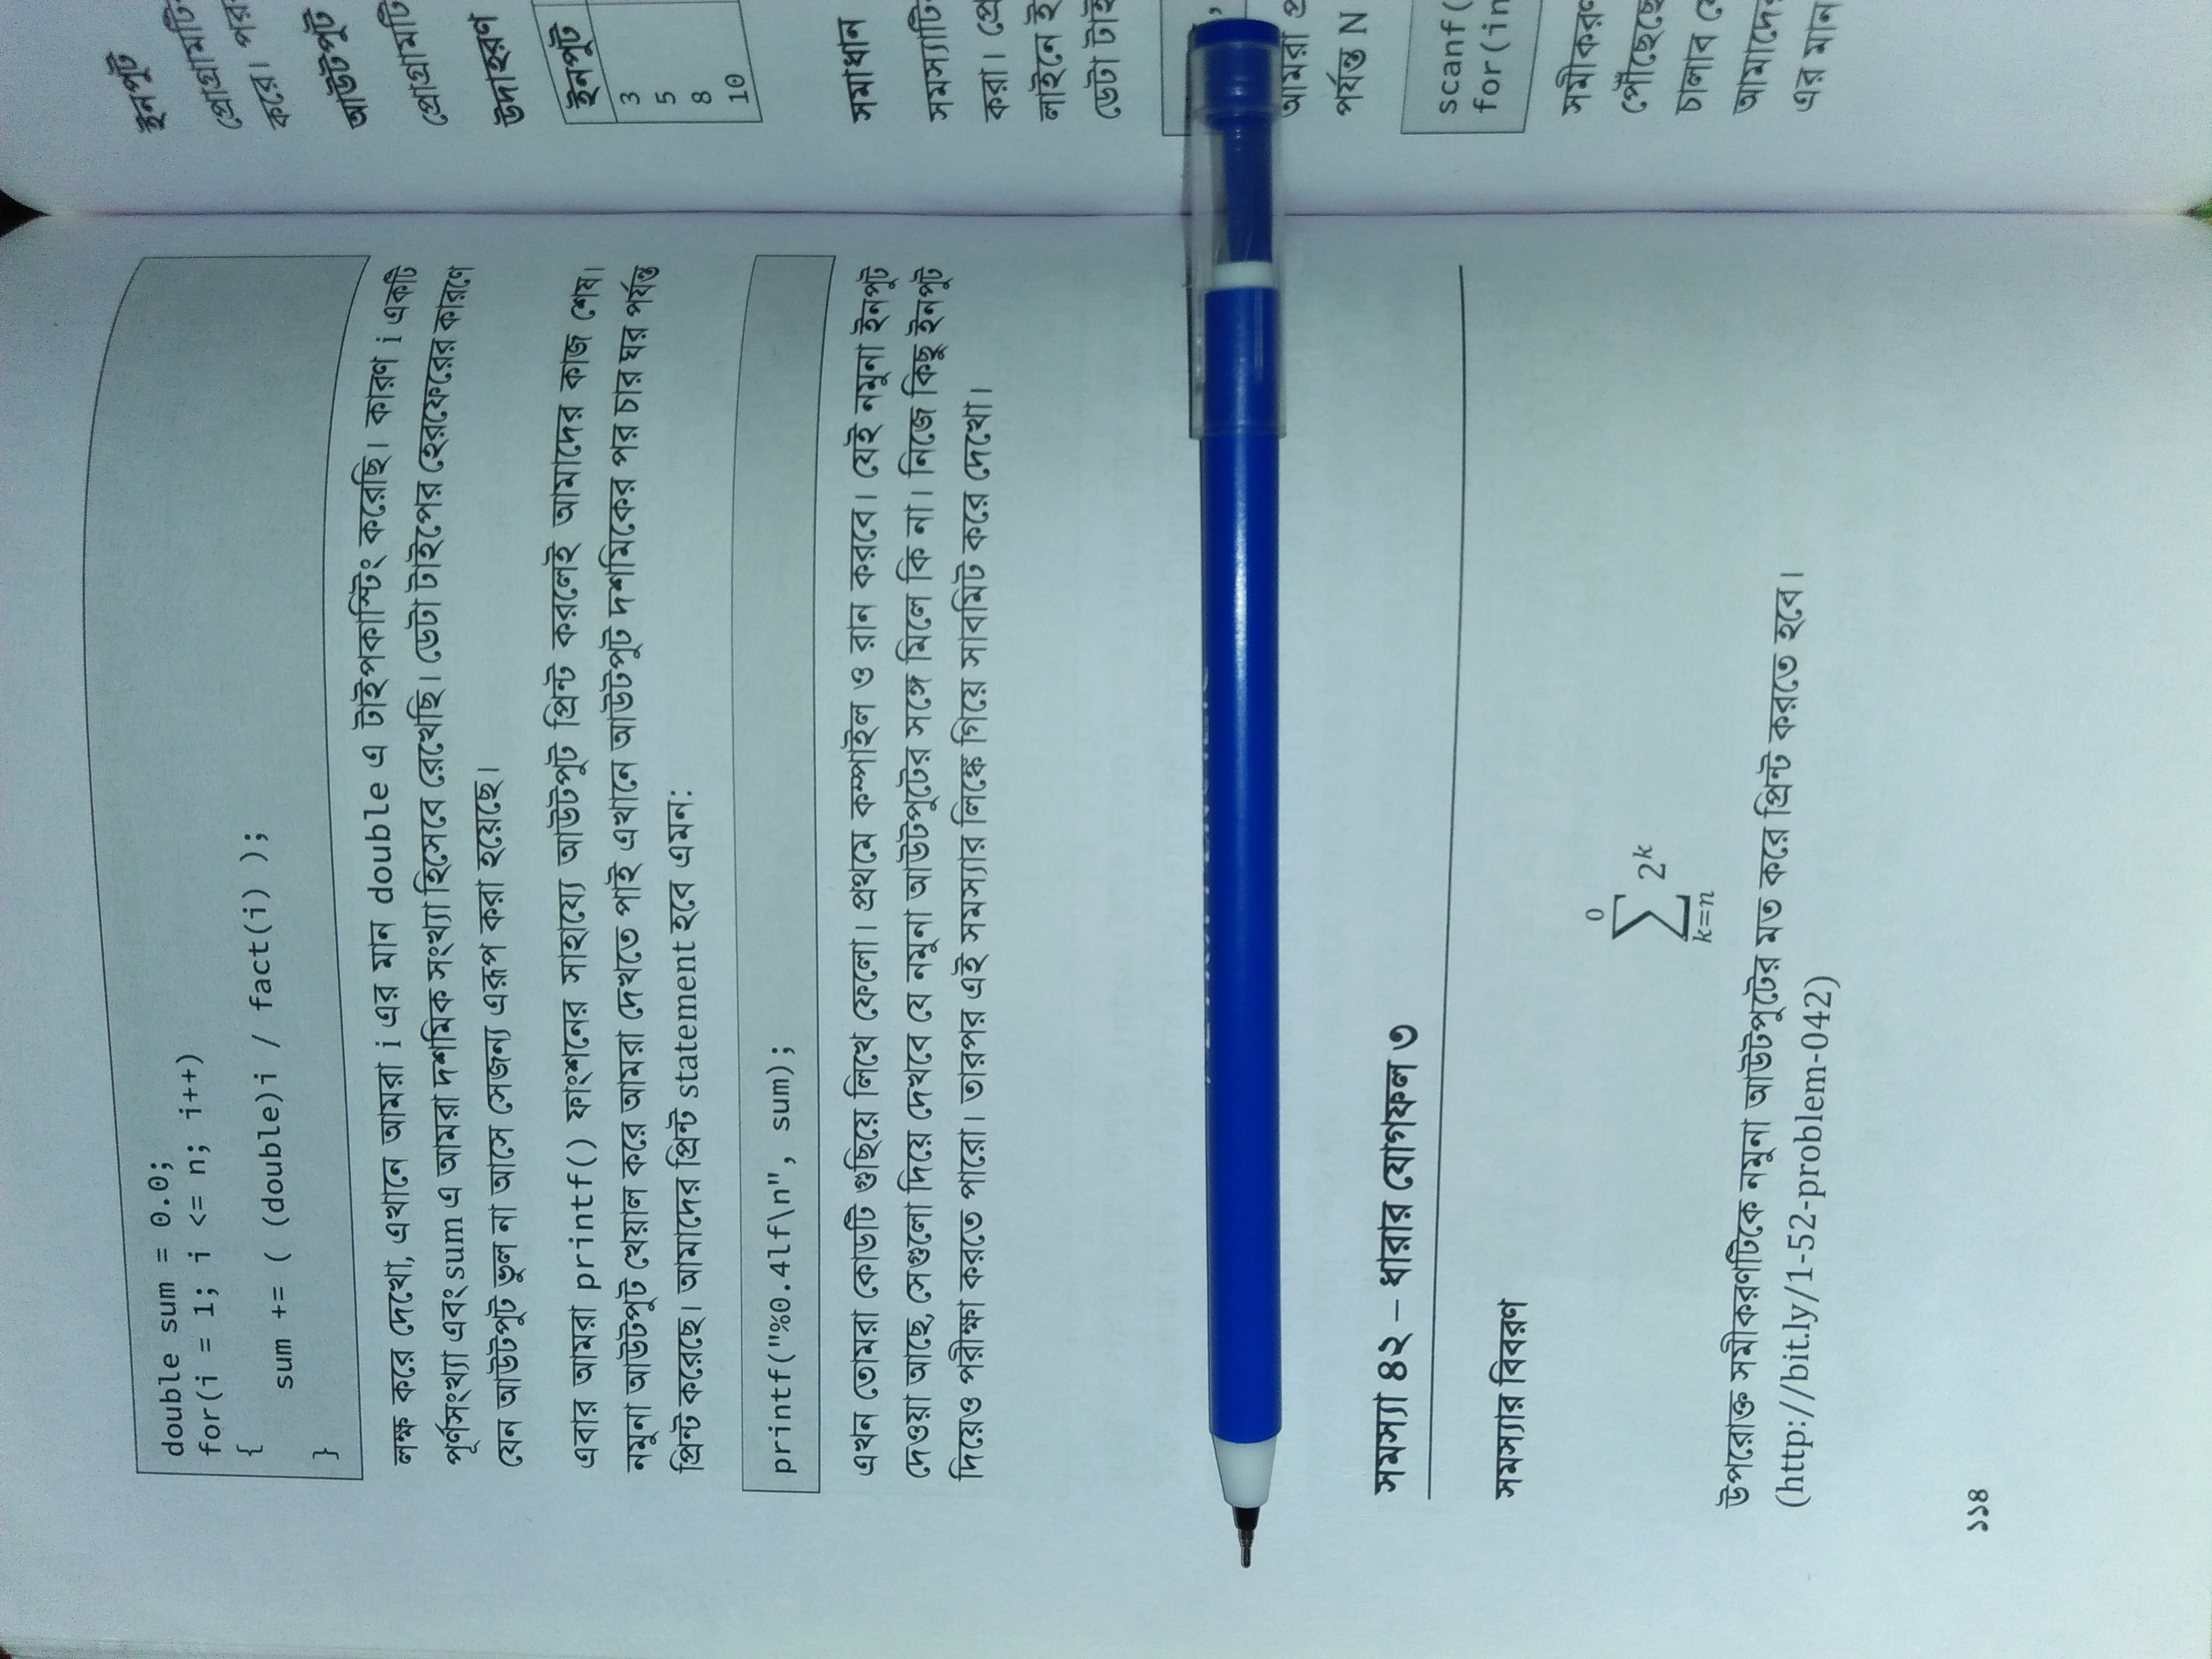 double sum = 0.0;
for(i = 1; i <= n; i++)
{
sum += ( (double)i / fact(i) );
}
লক্ষ করে দেখো, এখানে আমরা i এর মান double এ টাইপকাস্টিং করেছি। কারণ i একটি
পূর্ণসংখ্যা এবং sum এ আমরা দশমিক সংখ্যা হিসেবে রেখেছি। ডেটা টাইপের হেরফেরের কারণে
যেন আউটপুট ভুল না আসে সেজন্য এরূপ করা হয়েছে।
এবার আমরা printf() ফাংশনের সাহায্যে আউটপুট প্রিন্ট করলেই আমাদের কাজ শেষ।
নমুনা আউটপুট খেয়াল করে আমরা দেখতে পাই এখানে আউটপুট দশমিকের পর চার ঘর পর্যন্ত
প্রিন্ট করেছে। আমাদের প্রিন্ট statement হবে এমন:
printf("%0.4lf\n", sum);
এখন তোমরা কোডটি গুছিয়ে লিখে ফেলো। প্রথমে কম্পাইল ও রান করবে। যেই নমুনা ইনপুট
দেওয়া আছে, সেগুলো দিয়ে দেখবে যে নমুনা আউটপুটের সঙ্গে মিলে কি না। নিজে কিছু ইনপুট
দিয়েও পরীক্ষা করতে পারো। তারপর এই সমস্যার লিঙ্কে গিয়ে সাবমিট করে দেখো।
সমস্যা ৪২ – ধারার যোগফল ৩
সমস্যার বিবরণ
0
∑ 2^k
k=n
উপরোক্ত সমীকরণটিকে নমুনা আউটপুটের মত করে প্রিন্ট করতে হবে।
(http://bit.ly/1-52-problem-042)
১১৪
ইনপুট
প্রোগ্রামটি
করে। পর
আউটপুট
প্রোগ্রামটি
উদাহরণ
ইনপুট
3
5
8
10
সমাধান
সমস্যাটি
করা। প্রে
লাইনে ই
ডেটা টাই
আমরা প্র
পর্যন্ত N
scanf(
for(in
সমীকরণ
পৌঁছেছে
চালাব
আমাদের
এর মান